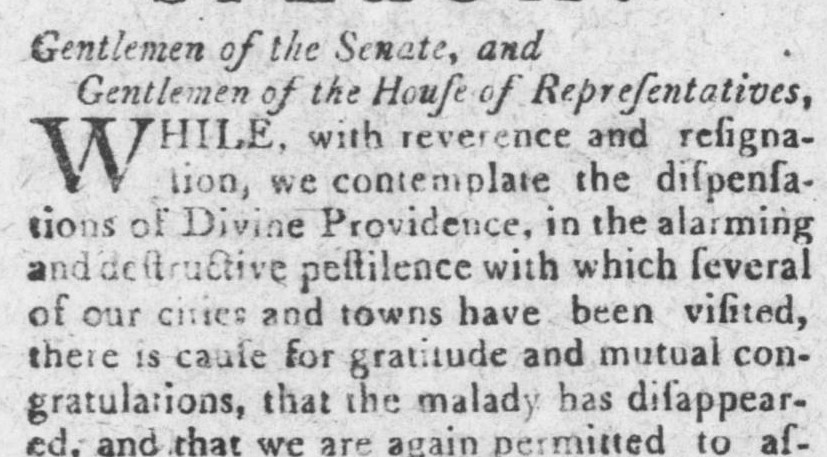 Gentlemen of the Senate, and
Gentlemen of the Houſe of Repreſentatives,
WHILE, with reverence and reſigna-
tion, we contemplate the diſpenſa-
tions of Divine Providence, in the alarming
and deſtructive peſtilence with which ſeveral
of our cities and towns have been viſited,
there is cauſe for gratitude and mutual con-
gratulations, that the malady has diſappear-
ed, and that we are again permitted to aſ-